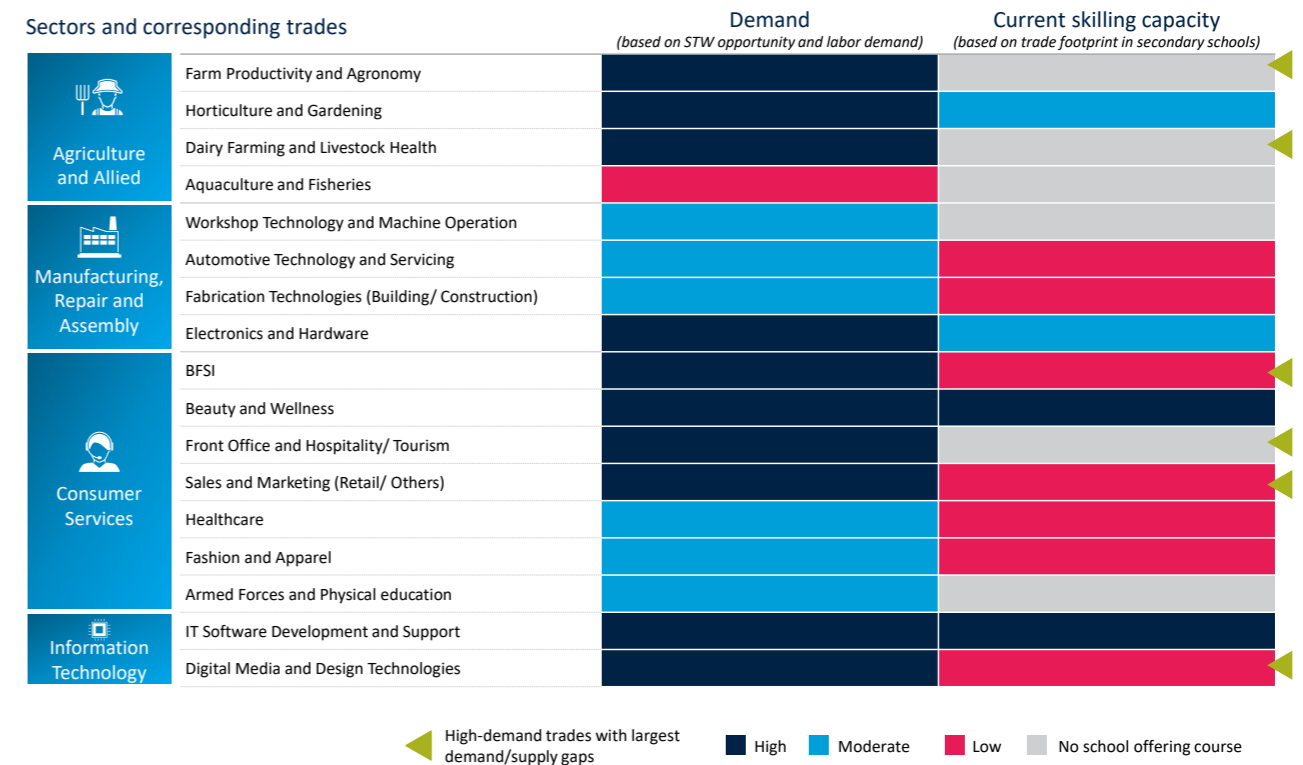 Sectors and corresponding trades
Demand
(based on STW opportunity and labor demand)
Current skilling capacity
(based on trade footprint in secondary schools)
Agriculture
and Allied
Farm Productivity and Agronomy
Horticulture and Gardening
Dairy Farming and Livestock Health
Aquaculture and Fisheries
Manufacturing,
Repair and
Assembly
Workshop Technology and Machine Operation
Automotive Technology and Servicing
Fabrication Technologies (Building/ Construction)
Electronics and Hardware
Consumer
Services
BFSI
Beauty and Wellness
Front Office and Hospitality/ Tourism
Sales and Marketing (Retail/ Others)
Healthcare
Fashion and Apparel
Armed Forces and Physical education
Information
Technology
IT Software Development and Support
Digital Media and Design Technologies
High-demand trades with largest
demand/supply gaps
High
Moderate
Low
No school offering course